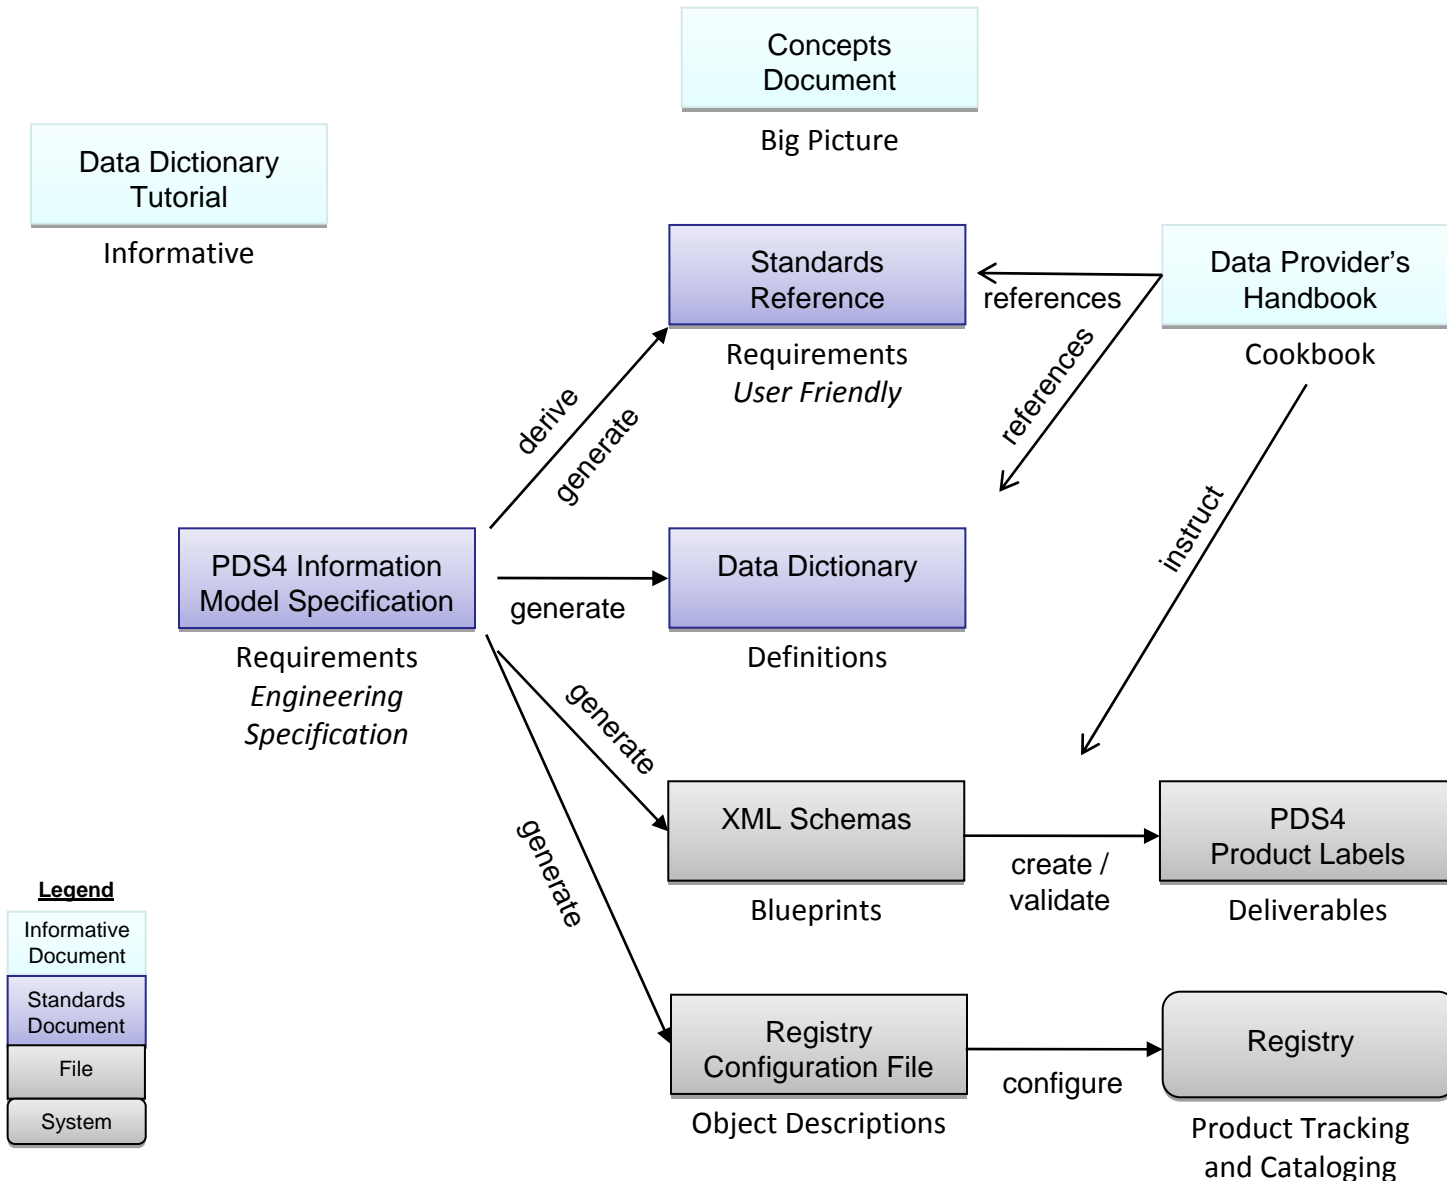 Concepts
Document
Big Picture
Data Dictionary
Tutorial
Informative
Standards
Reference
Requirements
User Friendly
references
Data Provider's
Handbook
Cookbook
references
derive
generate
instruct
PDS4 Information
Model Specification
Requirements
Engineering
Specification
generate
Data Dictionary
Definitions
generate
generate
XML Schemas
Blueprints
create /
validate
PDS4
Product Labels
Deliverables
Legend
Informative
Document
Standards
Document
File
System
Registry
Configuration File
Object Descriptions
configure
Registry
Product Tracking
and Cataloging